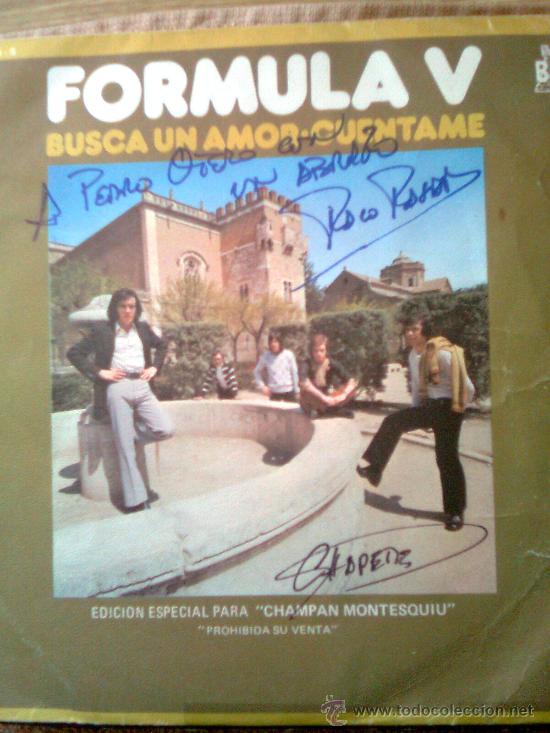 FORMULA V
BUSCA UN AMOR-CUENTAME
A PEDRO OTERO CON
UN ABRAZO
PACO PASTOR
CHAPETE
EDICION ESPECIAL PARA "CHAMPAN MONTESQUIU"
"PROHIBIDA SU VENTA"
www.todocoleccion.net